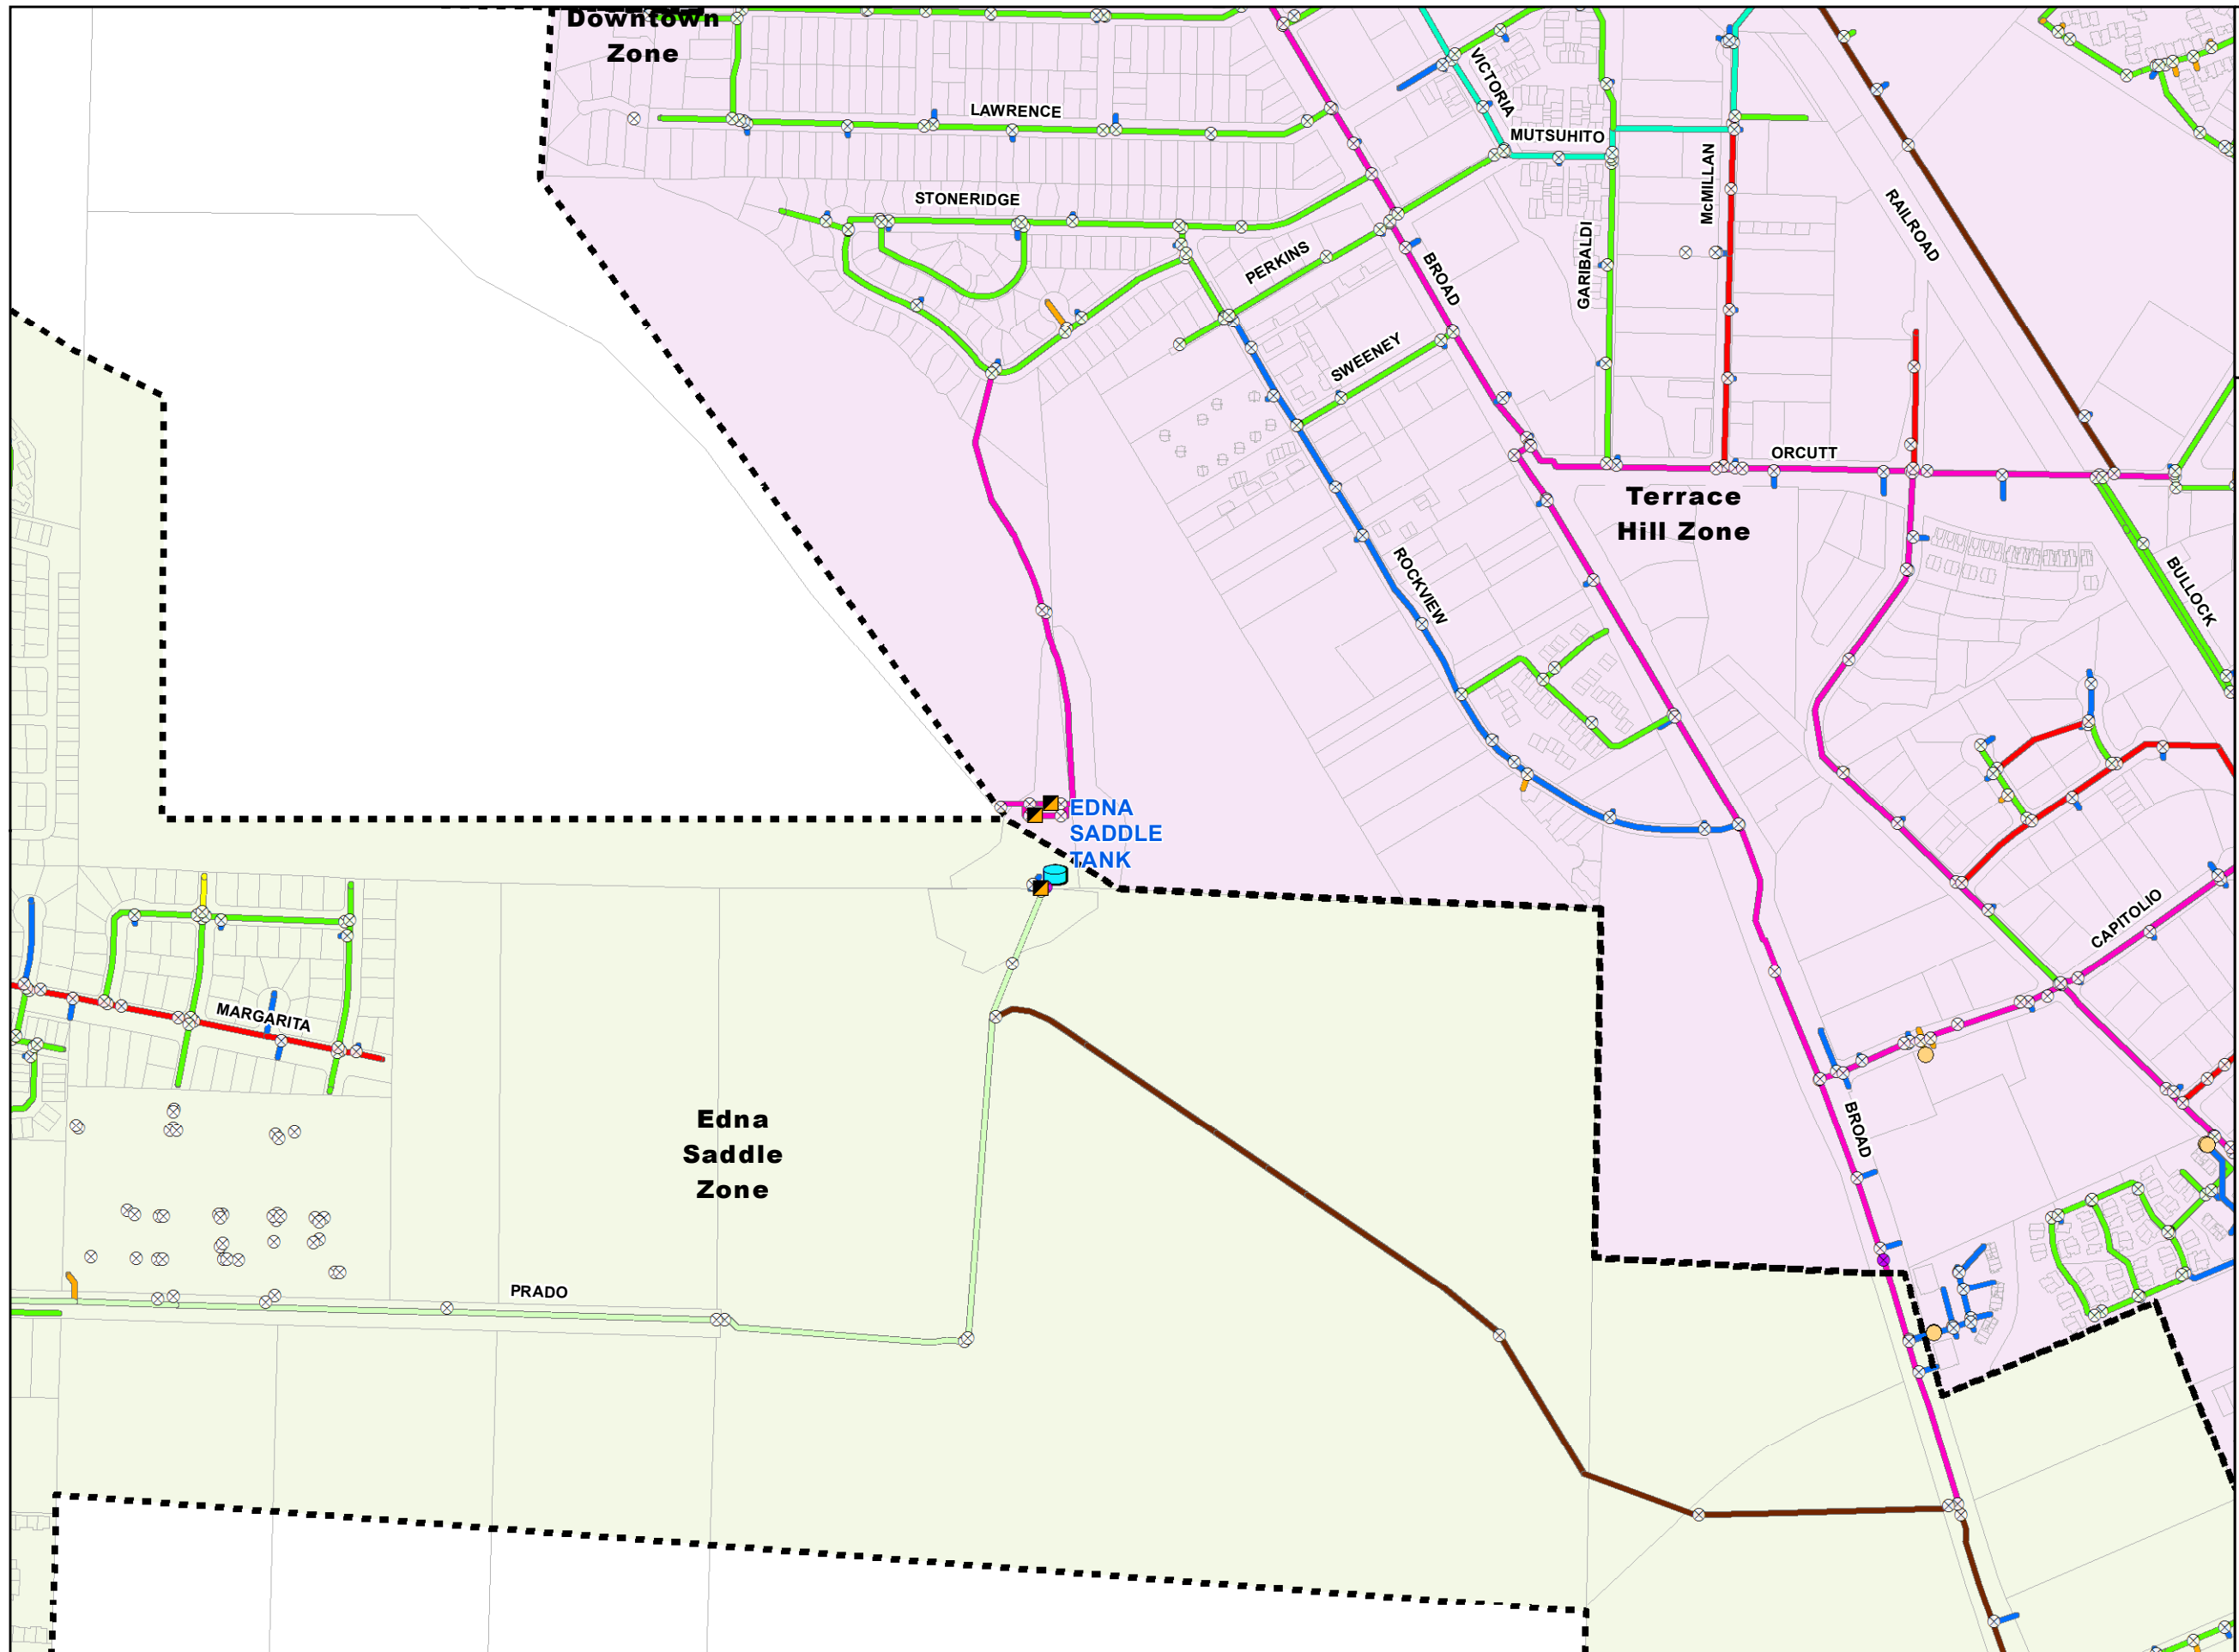 Downtown
Zone
LAWRENCE
VICTORIA
MUTSUHITO
McMILLAN
STONERIDGE
RAILROAD
GARIBALDI
PERKINS
BROAD
SWEENEY
ORCUTT
Terrace
Hill Zone
ROCKVIEW
BULLOCK
EDNA
SADDLE
TANK
CAPITOLIO
MARGARITA
Edna
Saddle
Zone
BROAD
PRADO